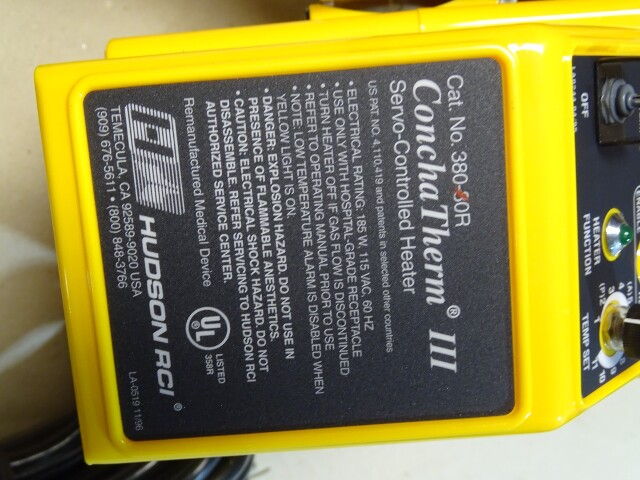 Cat. No. 380-80R
ConchaTherm® III
Servo-Controlled Heater
US PAT. NO. 4,110,419 and patents in selected other countries
• ELECTRICAL RATING: 185 W, 115 VAC, 60 HZ
• USE ONLY WITH HOSPITAL-GRADE RECEPTACLE
• TURN HEATER OFF IF GAS FLOW IS DISCONTINUED
• REFER TO OPERATING MANUAL PRIOR TO USE
• NOTE: LOW TEMPERATURE ALARM IS DISABLED WHEN
YELLOW LIGHT IS ON.
• DANGER: EXPLOSION HAZARD. DO NOT USE IN
PRESENCE OF FLAMMABLE ANESTHETICS.
• CAUTION: ELECTRICAL SHOCK HAZARD. DO NOT
DISASSEMBLE. REFER SERVICING TO HUDSON RCI
AUTHORIZED SERVICE CENTER.
Remanufactured Medical Device
UL
®
LISTED
358R
HUDSON RCI®
TEMECULA, CA 92589-9020 USA
(909) 676-5611 • (800) 848-3766
LA-0519 11/96
OFF
HEATER
FUNCTION
TEMP SET